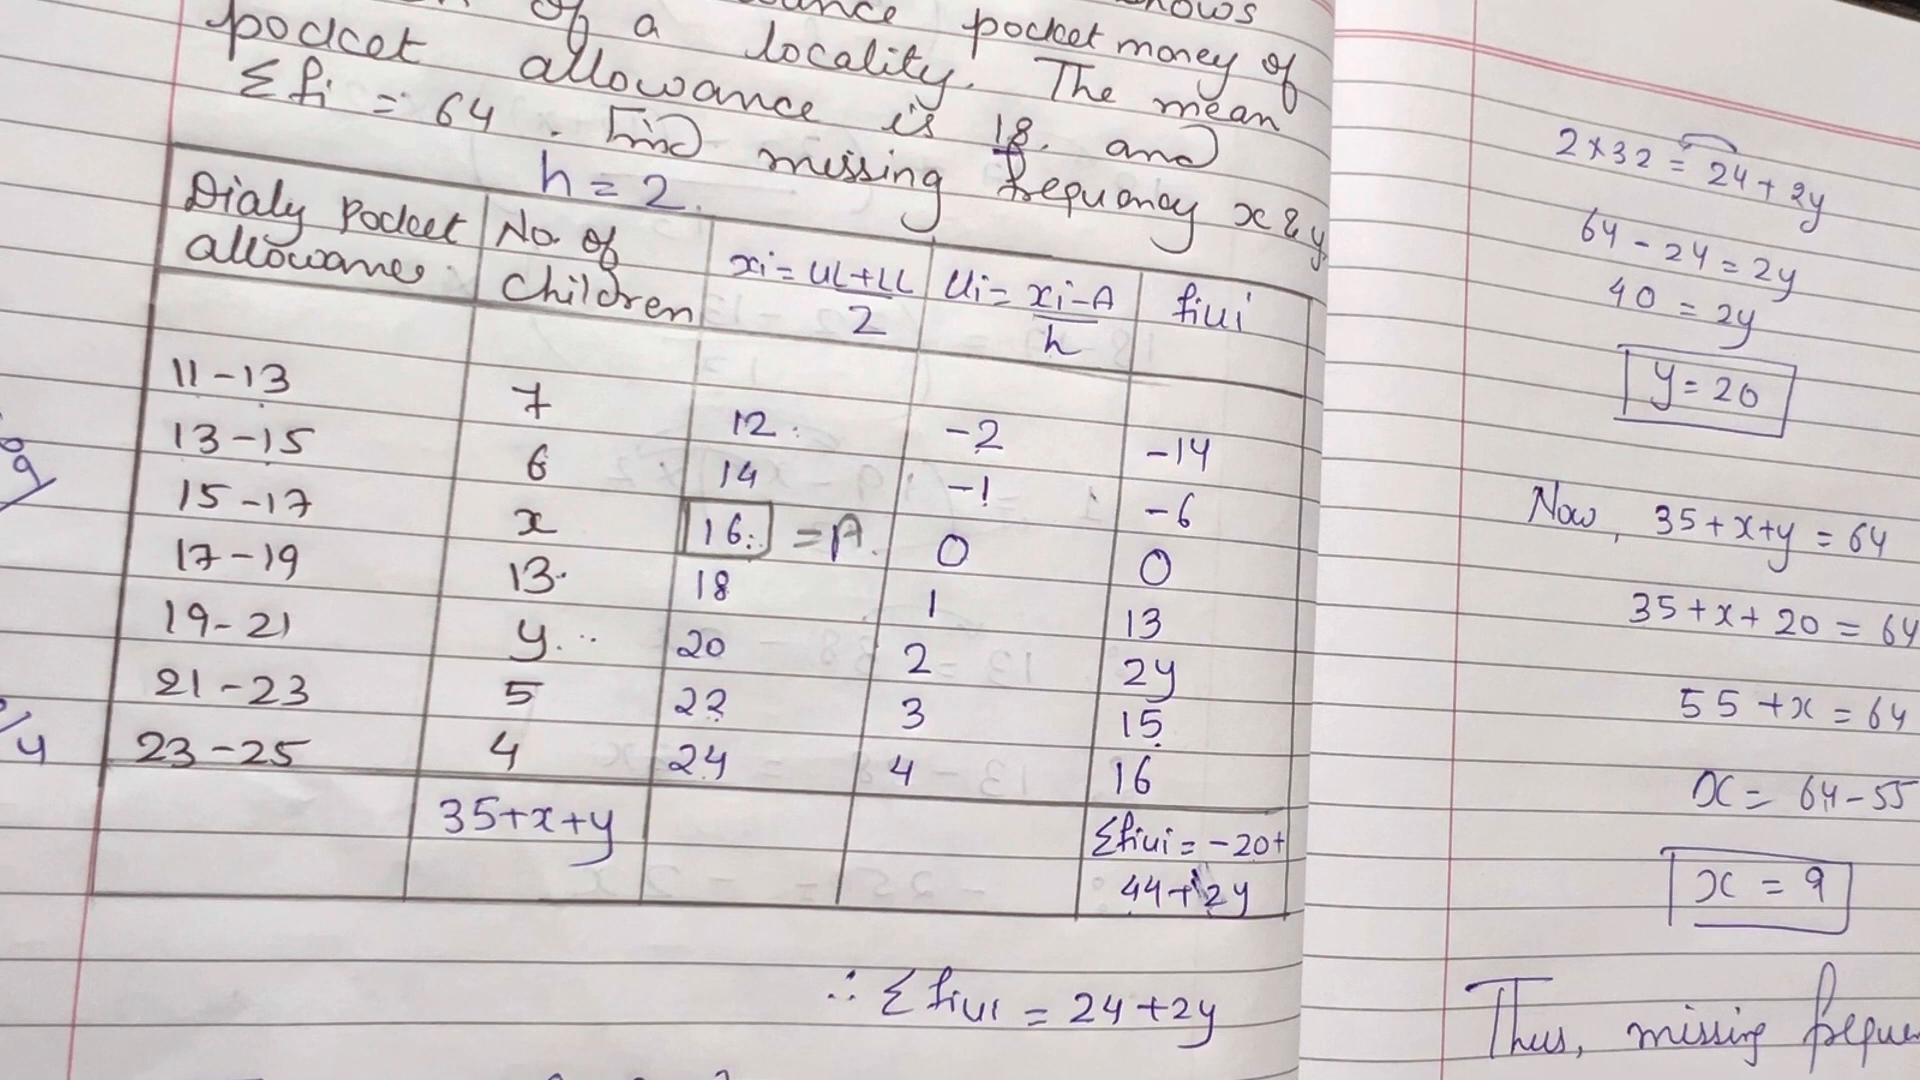 of a
pocket money of
locality. The mean
pocket allowance is 18. and
Σfi = 64. Find missing frequency x & y
h = 2.
Dialy Pocket allowances | No. of Children | xi = UL+LL/2 | Ui = xi-A/h | fiui
11-13 7 12 -2 -14
13-15 6 14 -1 -6
15-17 x 16 = A. 0 0
17-19 13 18 1 13
19-21 y 20 2 2y
21-23 5 22 3 15
23-25 4 24 4 16
35+x+y Σfiui = -20+
44+2y
∴ Σfiui = 24+2y
2×32 = 24+2y
64-24 = 2y
40 = 2y
y = 20
Now, 35+x+y = 64
35+x+20 = 64
55+x = 64
x = 64-55
x = 9
Thus, missing